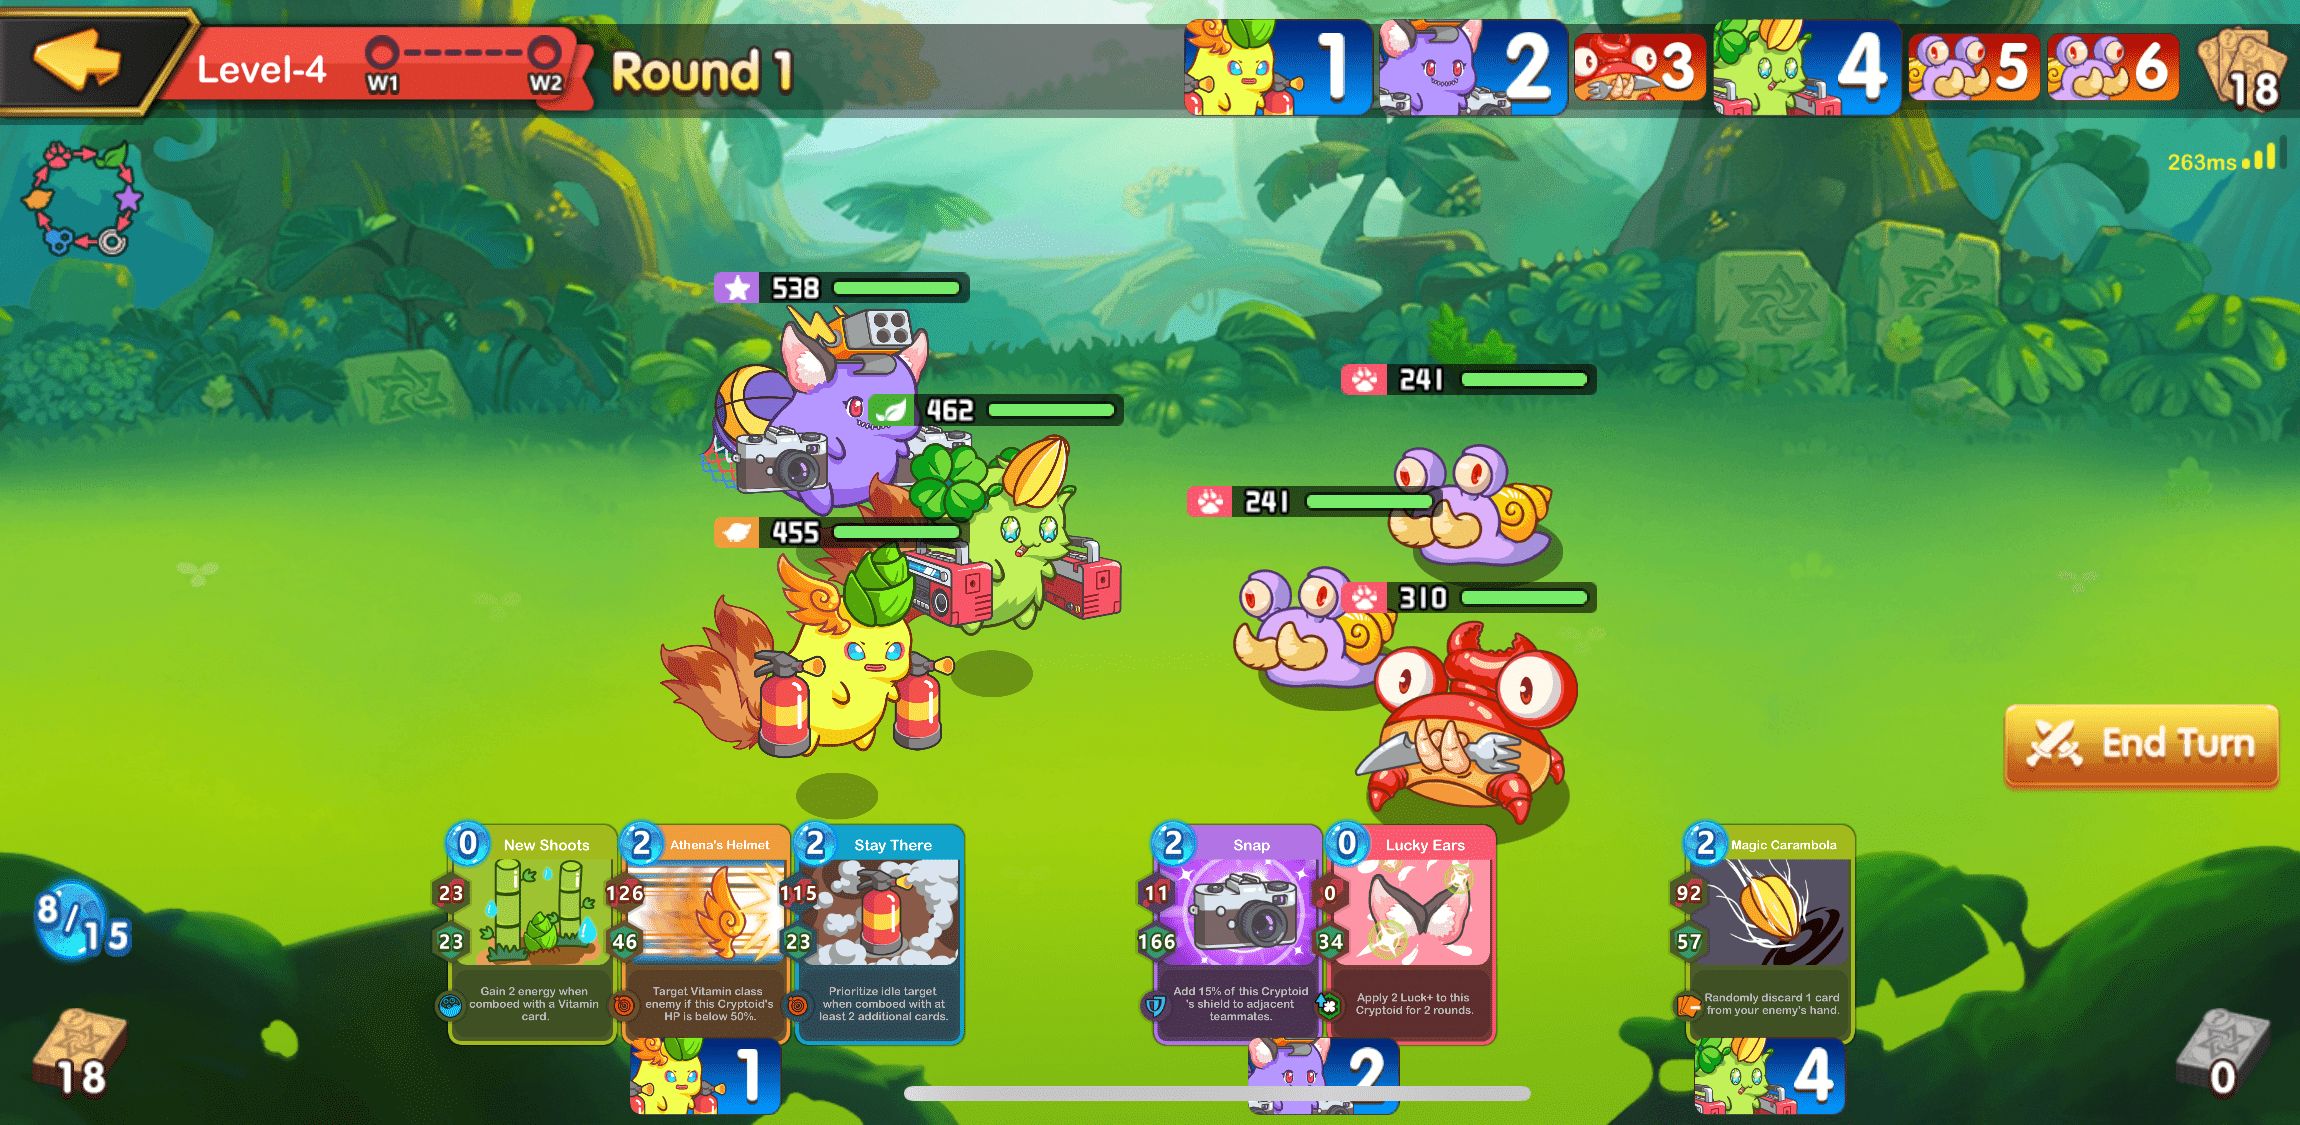 Level-4
W1
W2
Round 1
1
2
3
4
5
6
18
263ms
538
462
455
241
241
310
End Turn
8/15
18
0
New Shoots
23
23
Gain 2 energy when
comboed with a Vitamin
card.
2
Athena's Helmet
126
46
Target Vitamin class
enemy if this Cryptoid's
HP is below 50%.
2
Stay There
115
23
Prioritize idle target
when comboed with at
least 2 additional cards.
2
Snap
11
166
Add 15% of this Cryptoid
's shield to adjacent
teammates.
0
Lucky Ears
0
34
Apply 2 Luck+ to this
Cryptoid for 2 rounds.
2
Magic Carambola
92
57
Randomly discard 1 card
from your enemy's hand.
1
2
4
0